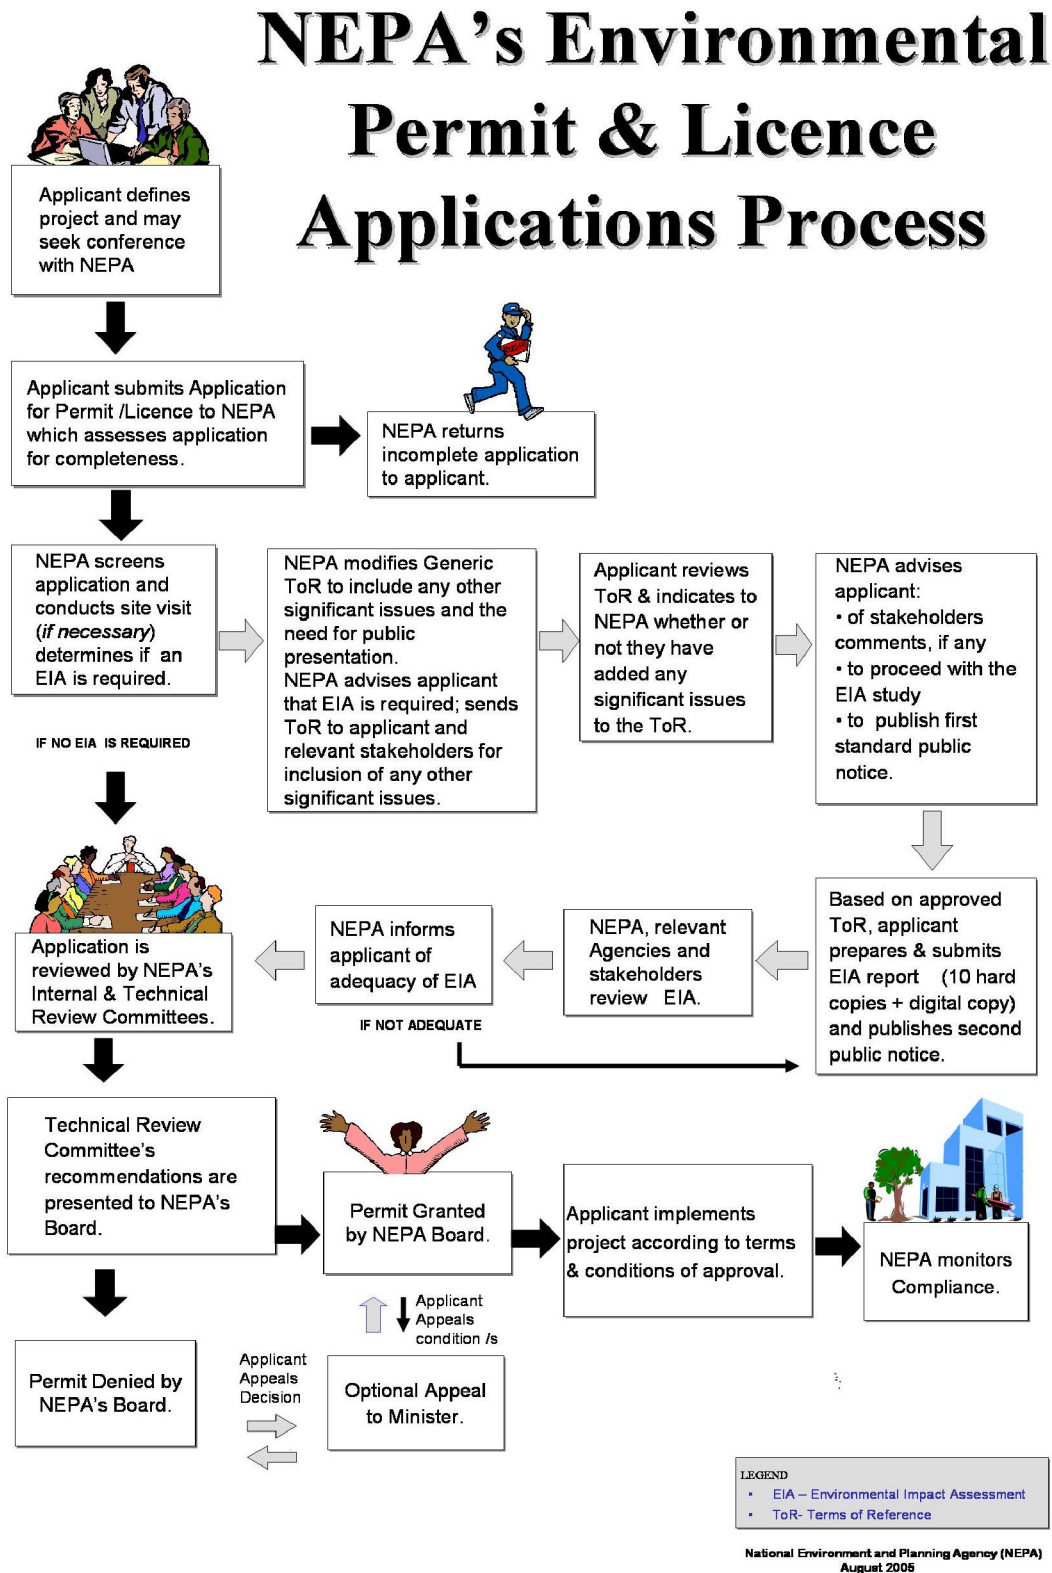 NEPA's Environmental
Permit & Licence
Applications Process
Applicant defines
project and may
seek conference
with NEPA
Applicant submits Application
for Permit /Licence to NEPA
which assesses application
for completeness.
NEPA returns
incomplete application
to applicant.
NEPA screens
application and
conducts site visit
(if necessary)
determines if an
EIA is required.
NEPA modifies Generic
ToR to include any other
significant issues and the
need for public
presentation.
NEPA advises applicant
that EIA is required; sends
ToR to applicant and
relevant stakeholders for
inclusion of any other
significant issues.
Applicant reviews
ToR & indicates to
NEPA whether or
not they have
added any
significant issues
to the ToR.
NEPA advises
applicant:
• of stakeholders
comments, if any
• to proceed with the
EIA study
• to publish first
standard public
notice.
IF NO EIA IS REQUIRED
Application is
reviewed by NEPA's
Internal & Technical
Review Committees.
NEPA informs
applicant of
adequacy of EIA
IF NOT ADEQUATE
NEPA, relevant
Agencies and
stakeholders
review EIA.
Based on approved
ToR, applicant
prepares & submits
EIA report (10 hard
copies + digital copy)
and publishes second
public notice.
Technical Review
Committee's
recommendations are
presented to NEPA's
Board.
Permit Granted
by NEPA Board.
Applicant implements
project according to terms
& conditions of approval.
NEPA monitors
Compliance.
Applicant
Appeals
condition /s
Permit Denied by
NEPA's Board.
Applicant
Appeals
Decision
Optional Appeal
to Minister.
LEGEND
• EIA – Environmental Impact Assessment
• ToR- Terms of Reference
National Environment and Planning Agency (NEPA)
August 2005